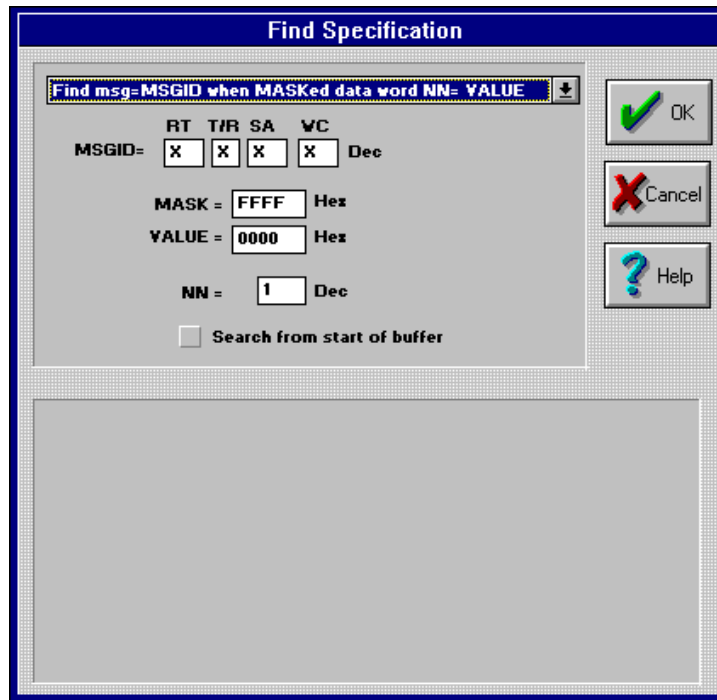 Find Specification
Find msg=MSGID when MASKed data word NN= VALUE
OK
RT T/R SA WC
MSGID= X X X X Dec
Cancel
MASK = FFFF Hex
VALUE = 0000 Hex
Help
NN = 1 Dec
Search from start of buffer